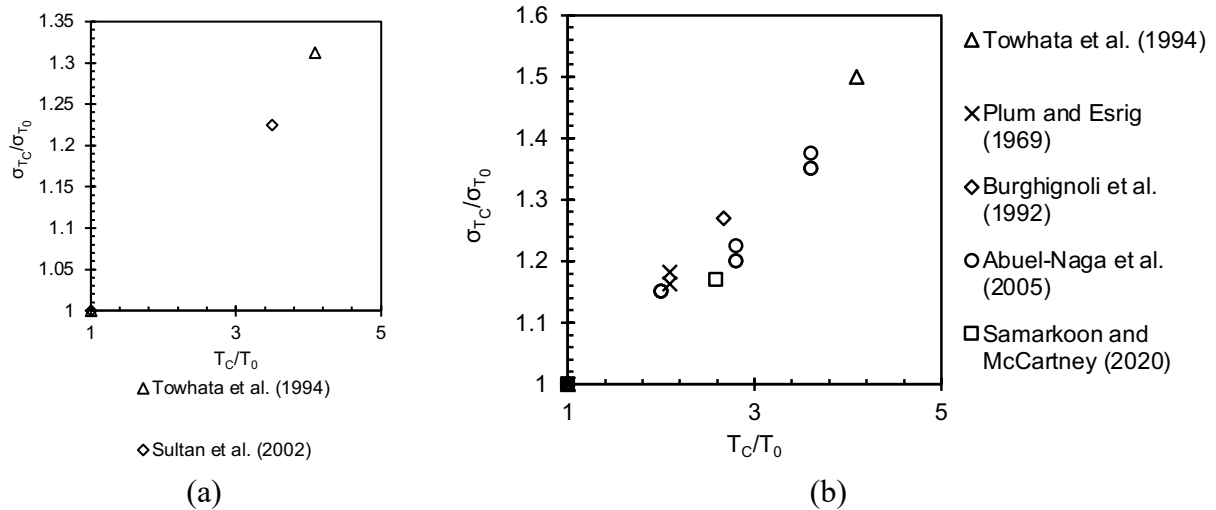 1.35
1.3
1.25
1.2
1.15
1.1
1.05
1
σTC/σT0
1 3 5
TC/T0
Towhata et al. (1994)
Sultan et al. (2002)
(a)
1.6
1.5
1.4
1.3
1.2
1.1
1
σTC/σT0
1 3 5
TC/T0
Towhata et al. (1994)
Plum and Esrig
(1969)
Burghignoli et al.
(1992)
Abuel-Naga et al.
(2005)
Samarkoon and
McCartney (2020)
(b)